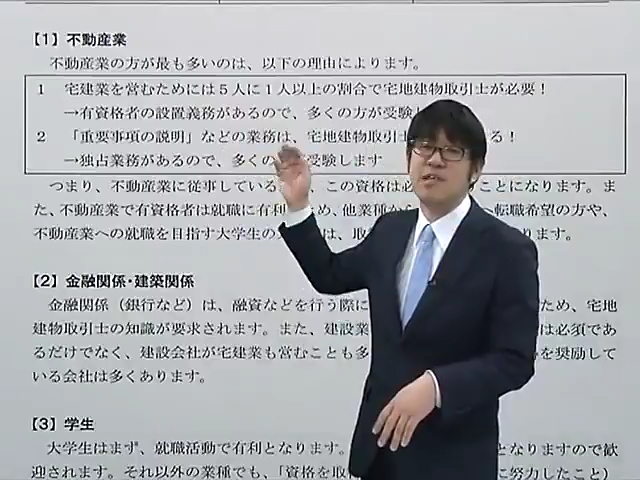 【1】不動産業
不動産業の方が最も多いのは、以下の理由によります。
1 宅建業を営むためには5人に1人以上の割合で宅地建物取引士が必要！
→有資格者の設置義務があるので、多くの方が受験し
2 「重要事項の説明」などの業務は、宅地建物取引士 る！
→独占業務があるので、多く 受験します
つまり、不動産業に従事している 、この資格は必 ことになります。ま
た、不動産業で有資格者は就職に有利 め、他業種か へ転職希望の方や、
不動産業への就職を目指す大学生の は、取 ります。
【2】金融関係・建築関係
金融関係（銀行など）は、融資などを行う際に ため、宅地
建物取引士の知識が要求されます。また、建設業 は必須であ
るだけでなく、建設会社が宅建業も営むことも多 を奨励して
いる会社は多くあります。
【3】学生
大学生はまず、就職活動で有利となります。 となりますので歓
迎されます。それ以外の業種でも、「資格を取 に努力したこと）